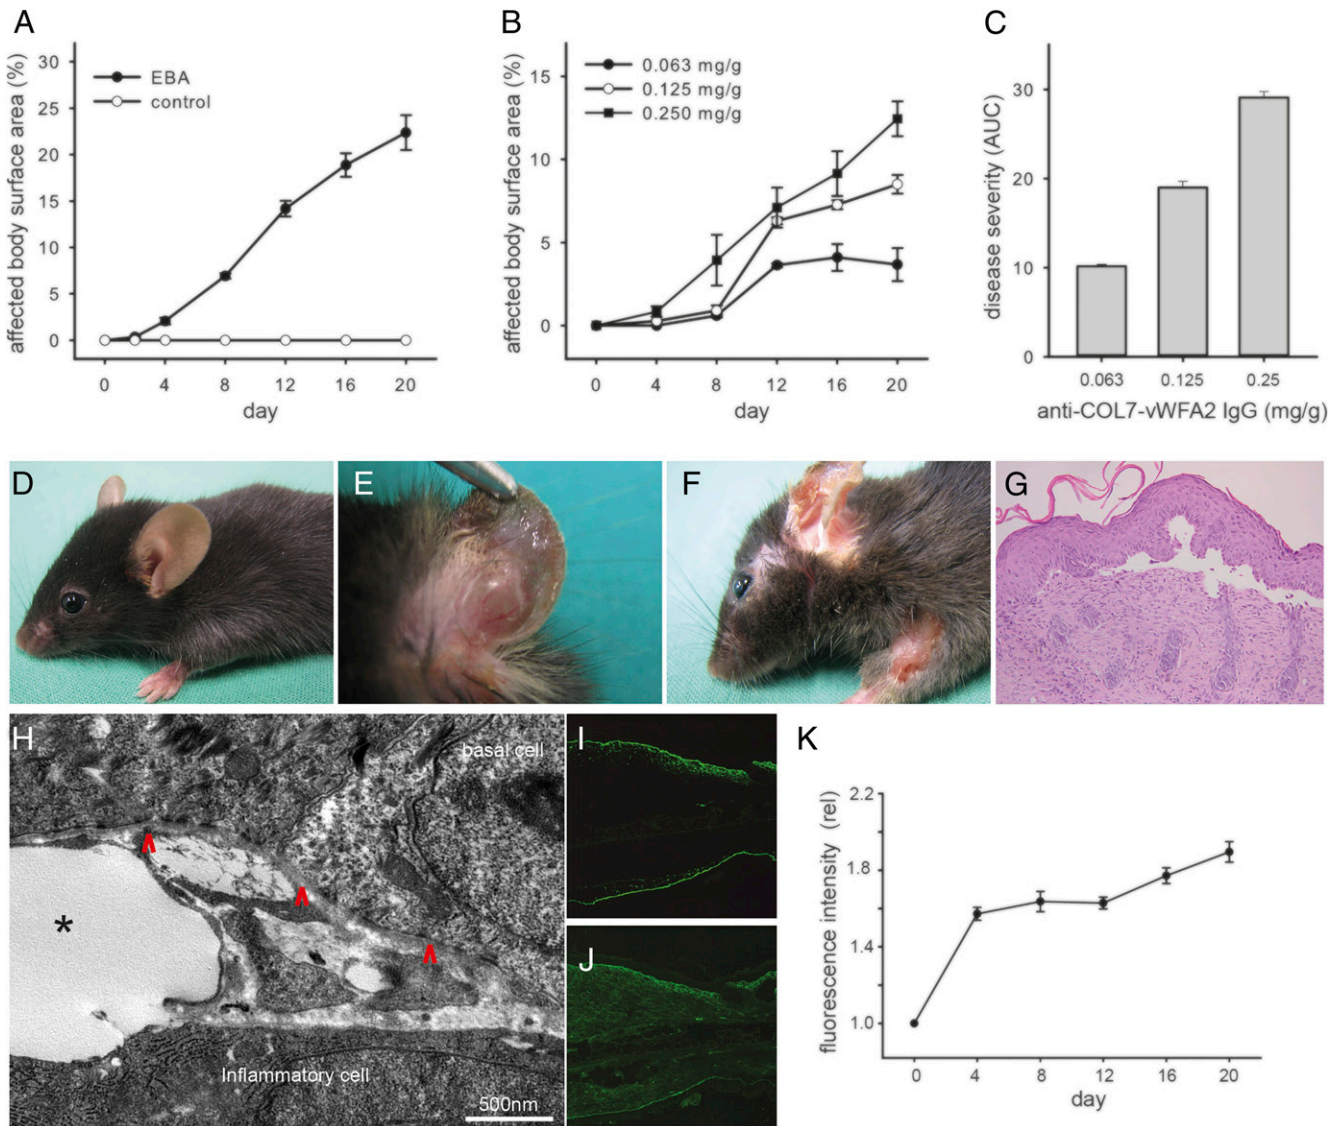 A
affected body surface area (%)
30
25
20
15
10
5
0
EBA
control
0
4
8
12
16
20
day
B
affected body surface area (%)
15
10
5
0
0.063 mg/g
0.125 mg/g
0.250 mg/g
0
4
8
12
16
20
day
C
disease severity (AUC)
30
20
10
0
0.063
0.125
0.25
anti-COL7-vWFA2 IgG (mg/g)
D
E
F
G
H
basal cell
*
Inflammatory cell
500nm
I
J
K
fluorescence intensity (rel)
2.2
1.8
1.4
1.0
0
4
8
12
16
20
day